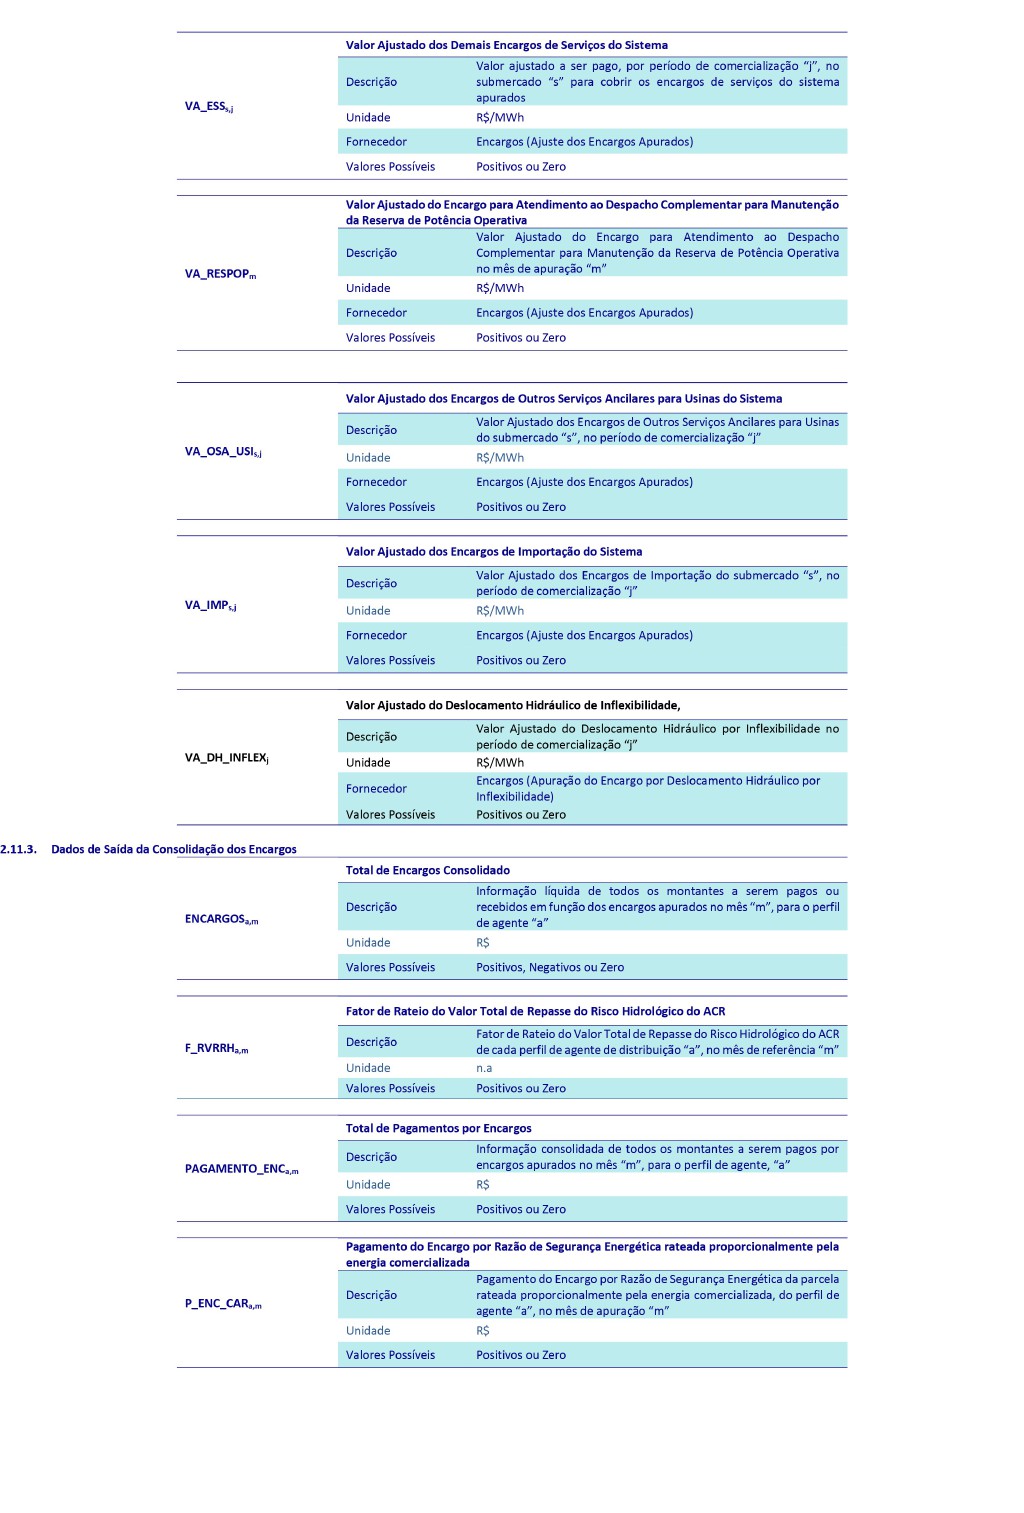 Valor Ajustado dos Demais Encargos de Serviços do Sistema
VA_ESSs,j
Descrição
Valor ajustado a ser pago, por período de comercialização “j”, no
submercado “s” para cobrir os encargos de serviços do sistema
apurados
Unidade R$/MWh
Fornecedor Encargos (Ajuste dos Encargos Apurados)
Valores Possíveis Positivos ou Zero
Valor Ajustado do Encargo para Atendimento ao Despacho Complementar para Manutenção
da Reserva de Potência Operativa
VA_RESPOPm
Descrição
Valor Ajustado do Encargo para Atendimento ao Despacho
Complementar para Manutenção da Reserva de Potência Operativa
no mês de apuração “m”
Unidade R$/MWh
Fornecedor Encargos (Ajuste dos Encargos Apurados)
Valores Possíveis Positivos ou Zero
Valor Ajustado dos Encargos de Outros Serviços Ancilares para Usinas do Sistema
VA_OSA_USIs,j
Descrição
Valor Ajustado dos Encargos de Outros Serviços Ancilares para Usinas
do submercado “s”, no período de comercialização “j”
Unidade R$/MWh
Fornecedor Encargos (Ajuste dos Encargos Apurados)
Valores Possíveis Positivos ou Zero
Valor Ajustado dos Encargos de Importação do Sistema
VA_IMPs,j
Descrição
Valor Ajustado dos Encargos de Importação do submercado “s”, no
período de comercialização “j”
Unidade R$/MWh
Fornecedor Encargos (Ajuste dos Encargos Apurados)
Valores Possíveis Positivos ou Zero
Valor Ajustado do Deslocamento Hidráulico de Inflexibilidade,
VA_DH_INFLEXj
Descrição
Valor Ajustado do Deslocamento Hidráulico por Inflexibilidade no
período de comercialização “j”
Unidade R$/MWh
Fornecedor
Encargos (Apuração do Encargo por Deslocamento Hidráulico por
Inflexibilidade)
Valores Possíveis Positivos ou Zero
2.11.3. Dados de Saída da Consolidação dos Encargos
Total de Encargos Consolidado
ENCARGOSa,m
Descrição
Informação líquida de todos os montantes a serem pagos ou
recebidos em função dos encargos apurados no mês “m”, para o perfil
de agente “a”
Unidade R$
Valores Possíveis Positivos, Negativos ou Zero
Fator de Rateio do Valor Total de Repasse do Risco Hidrológico do ACR
F_RVRRHa,m
Descrição
Fator de Rateio do Valor Total de Repasse do Risco Hidrológico do ACR
de cada perfil de agente de distribuição “a”, no mês de referência “m”
Unidade n.a
Valores Possíveis Positivos ou Zero
Total de Pagamentos por Encargos
PAGAMENTO_ENCa,m
Descrição
Informação consolidada de todos os montantes a serem pagos por
encargos apurados no mês “m”, para o perfil de agente, “a”
Unidade R$
Valores Possíveis Positivos ou Zero
Pagamento do Encargo por Razão de Segurança Energética rateada proporcionalmente pela
energia comercializada
P_ENC_CARa,m
Descrição
Pagamento do Encargo por Razão de Segurança Energética da parcela
rateada proporcionalmente pela energia comercializada, do perfil de
agente “a”, no mês de apuração “m”
Unidade R$
Valores Possíveis Positivos ou Zero